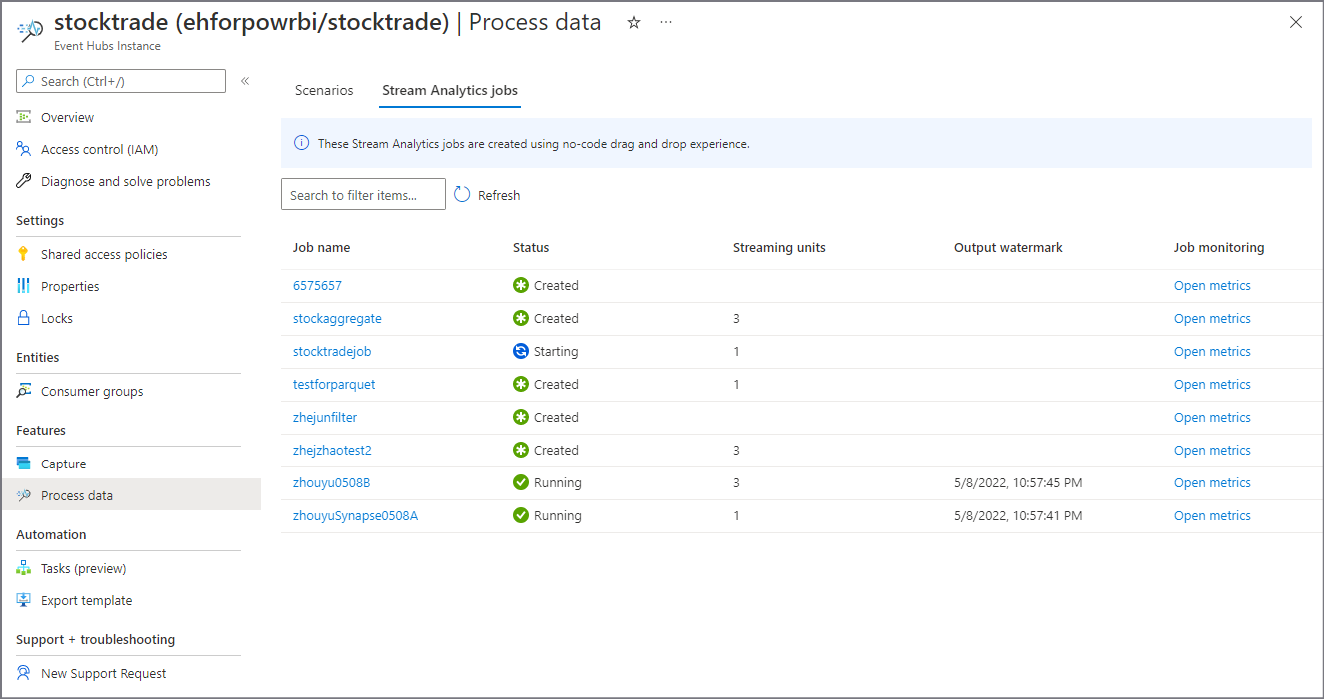 stocktrade (ehforpowrbi/stocktrade) | Process data ☆ ...
Event Hubs Instance
Search (Ctrl+/)
«
Overview
Access control (IAM)
Diagnose and solve problems
Settings
Shared access policies
Properties
Locks
Entities
Consumer groups
Features
Capture
Process data
Automation
Tasks (preview)
Export template
Support + troubleshooting
New Support Request
Scenarios Stream Analytics jobs
These Stream Analytics jobs are created using no-code drag and drop experience.
Search to filter items... Refresh
Job name Status Streaming units Output watermark Job monitoring
6575657 Created Open metrics
stockaggregate Created 3 Open metrics
stocktradejob Starting 1 Open metrics
testforparquet Created 1 Open metrics
zhejunfilter Created Open metrics
zhejzhaotest2 Created 3 Open metrics
zhouyu0508B Running 3 5/8/2022, 10:57:45 PM Open metrics
zhouyuSynapse0508A Running 1 5/8/2022, 10:57:41 PM Open metrics